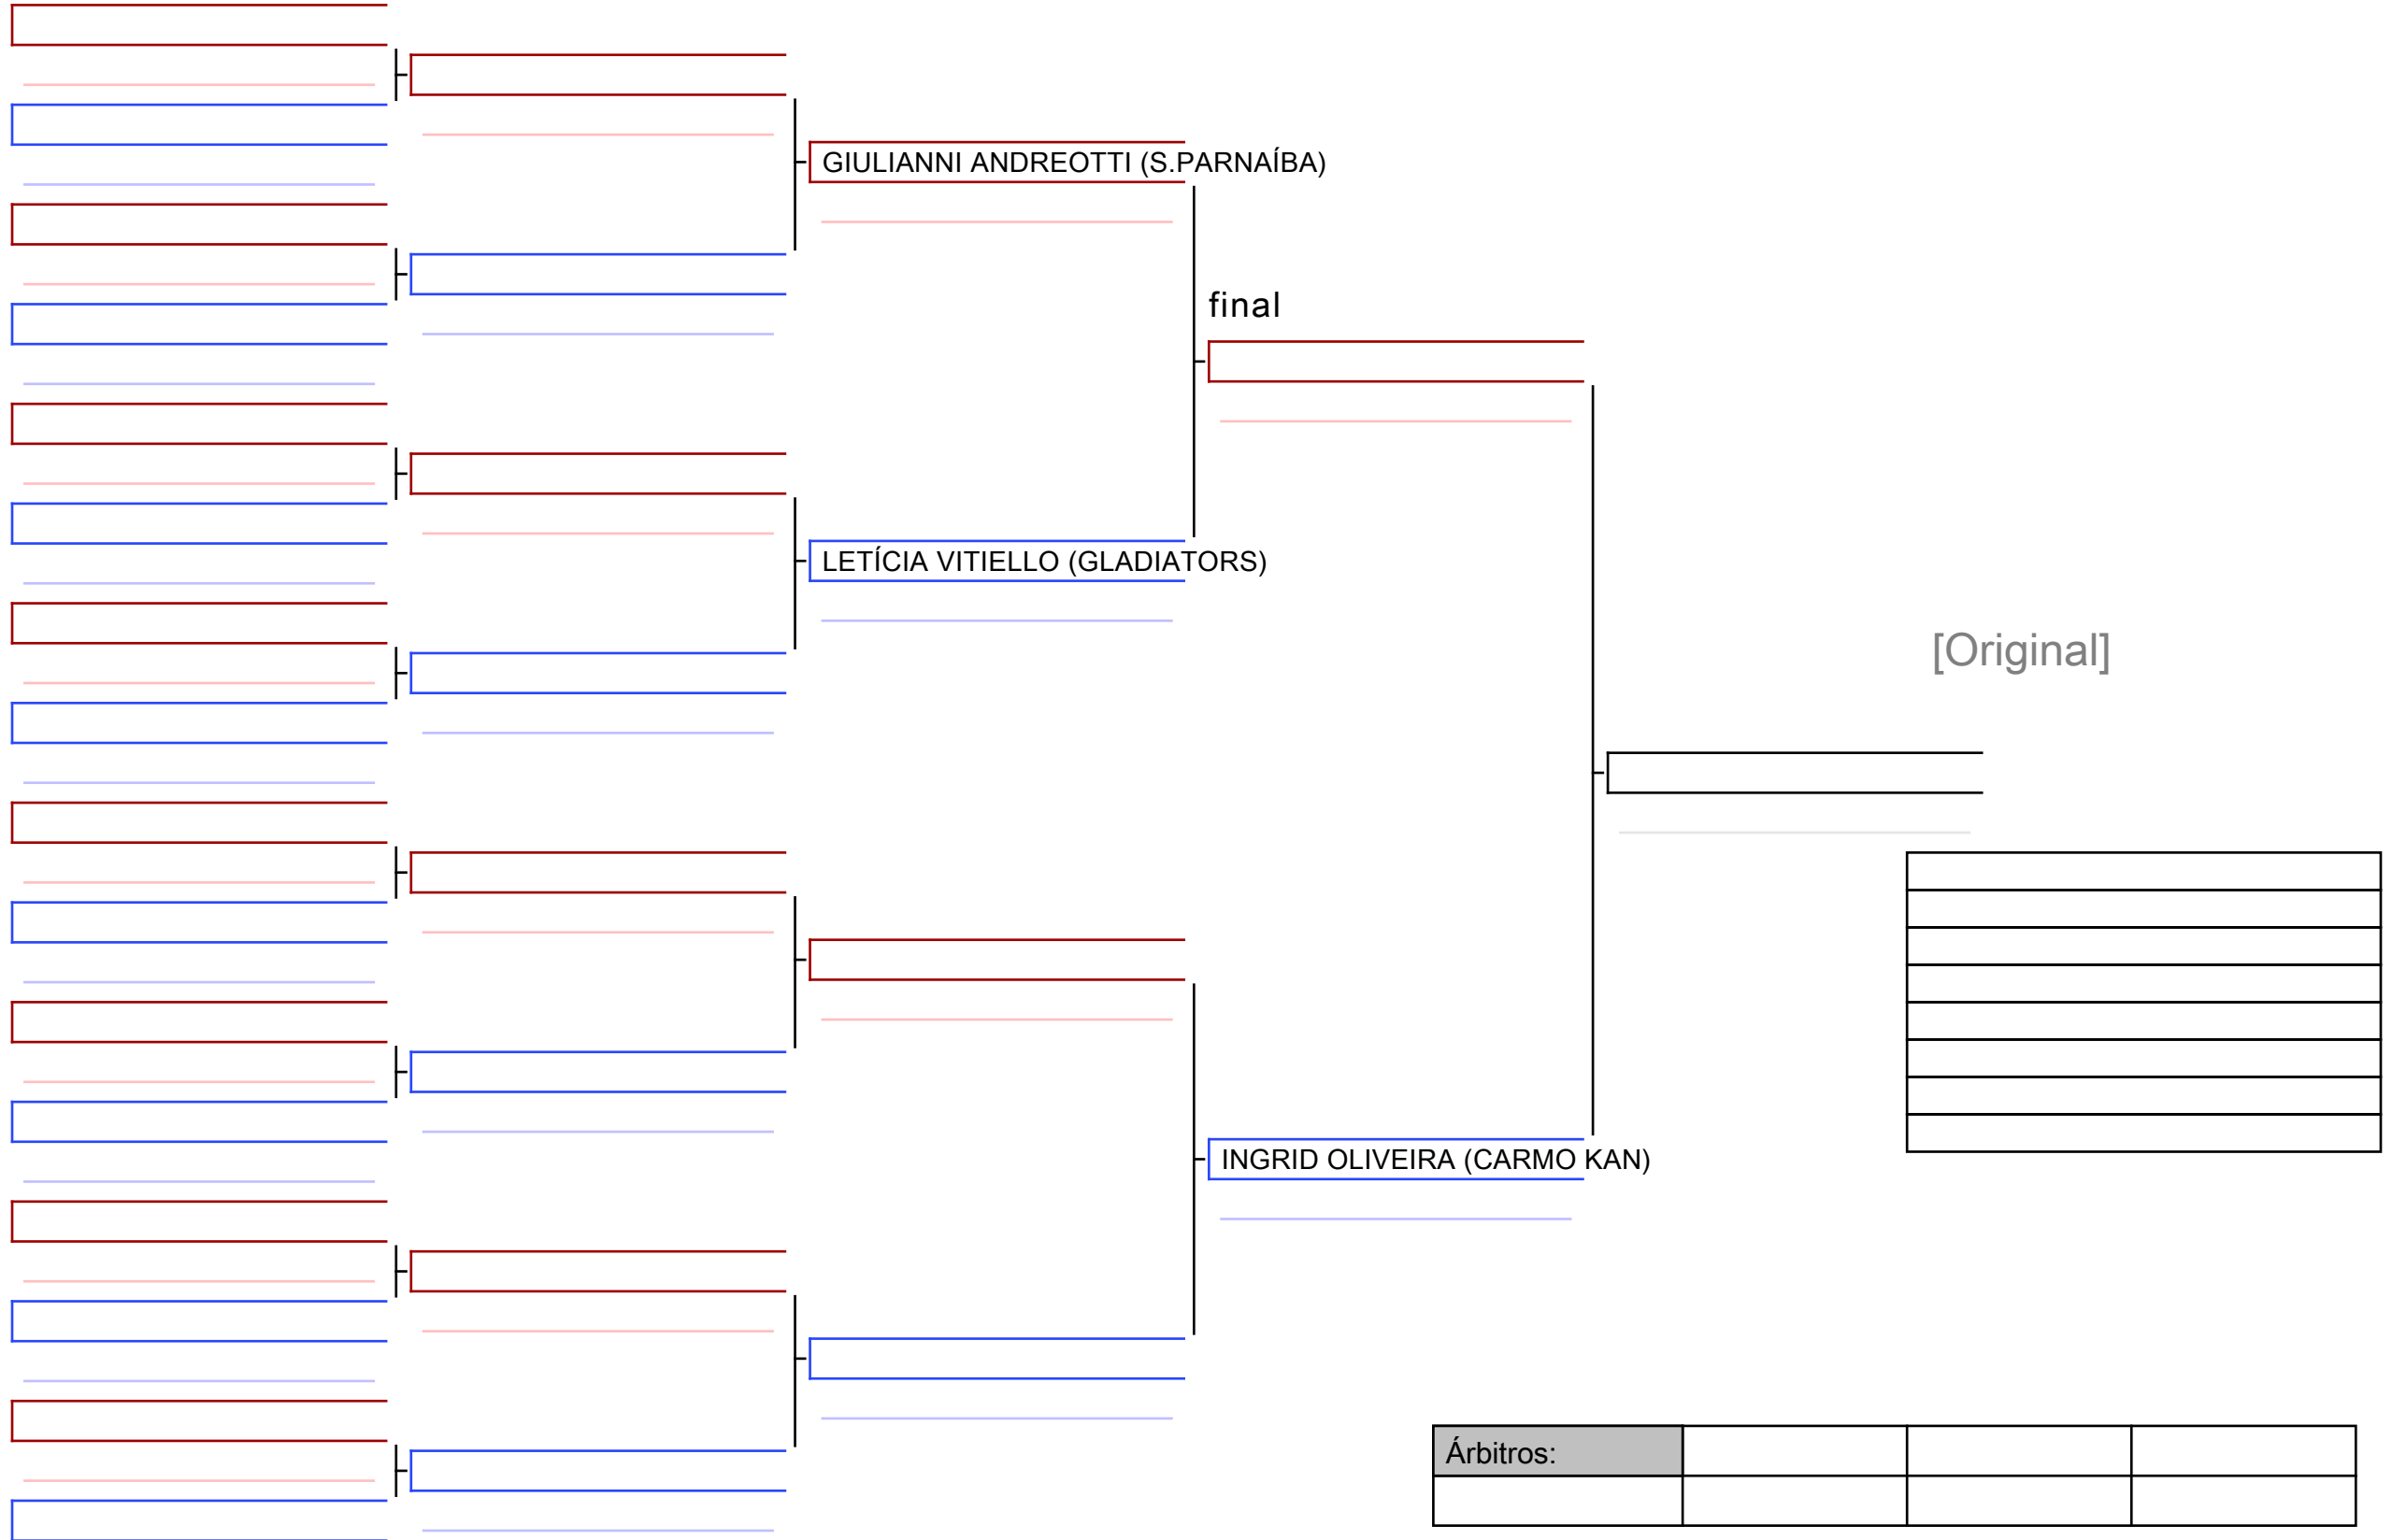 GIULIANNI ANDREOTTI (S.PARNAÍBA)
final
LETÍCIA VITIELLO (GLADIATORS)
[Original]
INGRID OLIVEIRA (CARMO KAN)
Árbitros: